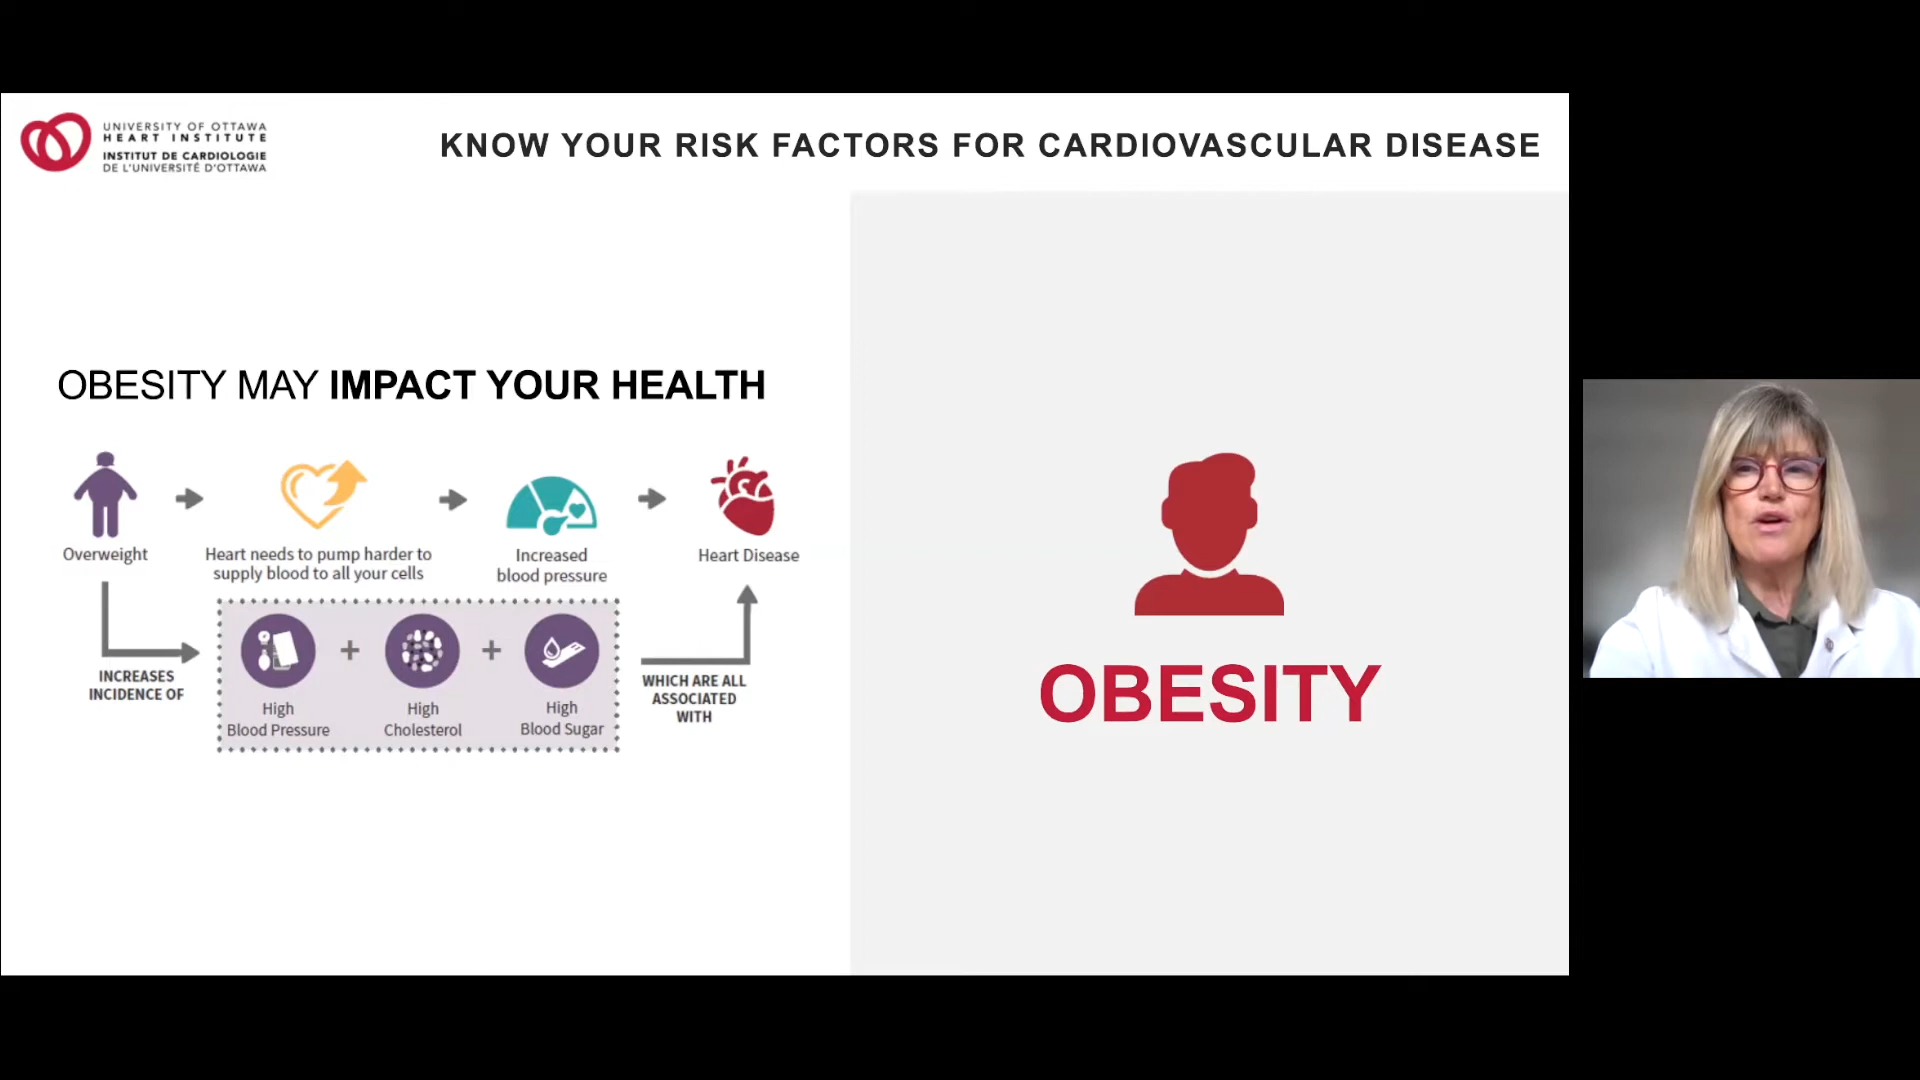 UNIVERSITY OF OTTAWA
HEART INSTITUTE
INSTITUT DE CARDIOLOGIE
DE L'UNIVERSITÉ D'OTTAWA
KNOW YOUR RISK FACTORS FOR CARDIOVASCULAR DISEASE
OBESITY MAY IMPACT YOUR HEALTH
Overweight
Heart needs to pump harder to
supply blood to all your cells
Increased
blood pressure
Heart Disease
INCREASES
INCIDENCE OF
High
Blood Pressure
+
High
Cholesterol
+
High
Blood Sugar
WHICH ARE ALL
ASSOCIATED
WITH
OBESITY